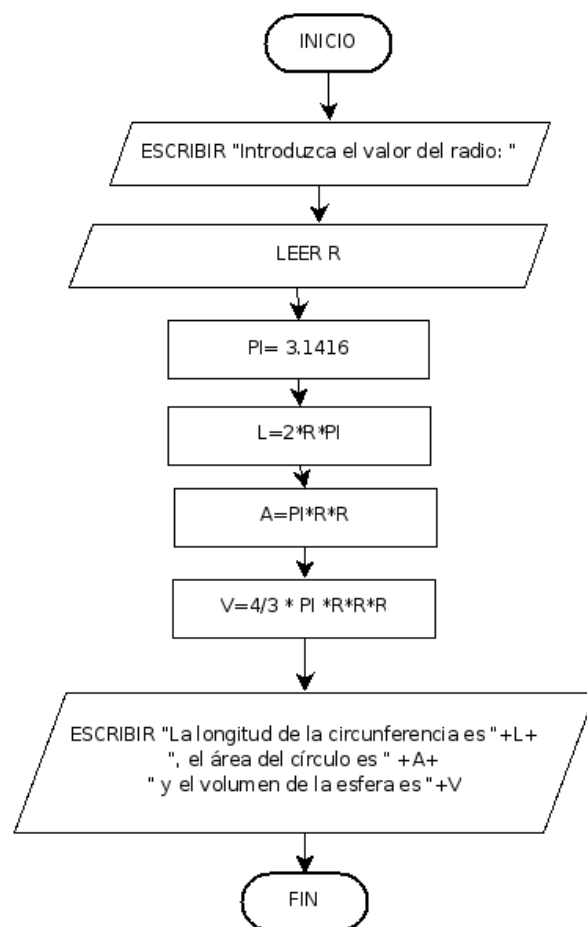 INICIO
ESCRIBIR "Introduzca el valor del radio: "
LEER R
PI= 3.1416
L=2*R*PI
A=PI*R*R
V=4/3 * PI *R*R*R
ESCRIBIR "La longitud de la circunferencia es "+L+
", el área del círculo es " +A+
" y el volumen de la esfera es "+V
FIN